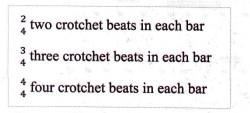 2/4 two crotchet beats in each bar
3/4 three crotchet beats in each bar
4/4 four crotchet beats in each bar